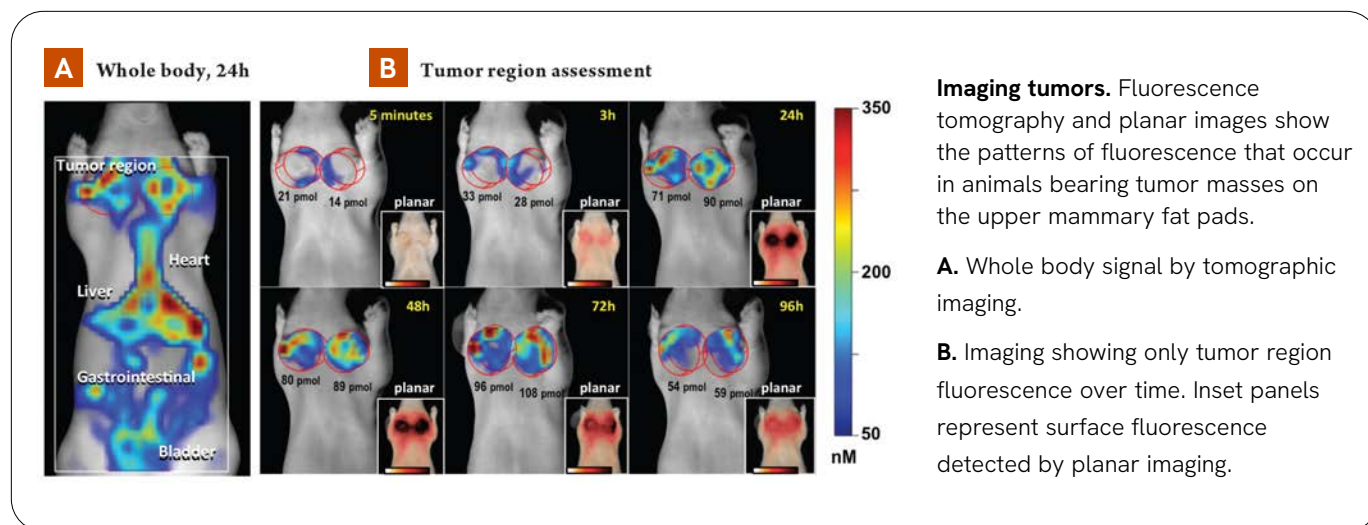 A Whole body, 24h
B Tumor region assessment
Tumor region
Heart
Liver
Gastrointestinal
Bladder
5 minutes
21 pmol
14 pmol
planar
3h
33 pmol
28 pmol
planar
24h
71 pmol
90 pmol
planar
48h
80 pmol
89 pmol
planar
72h
96 pmol
108 pmol
planar
96h
54 pmol
59 pmol
planar
350
200
50
nM
Imaging tumors. Fluorescence
tomography and planar images show
the patterns of fluorescence that occur
in animals bearing tumor masses on
the upper mammary fat pads.
A. Whole body signal by tomographic
imaging.
B. Imaging showing only tumor region
fluorescence over time. Inset panels
represent surface fluorescence
detected by planar imaging.